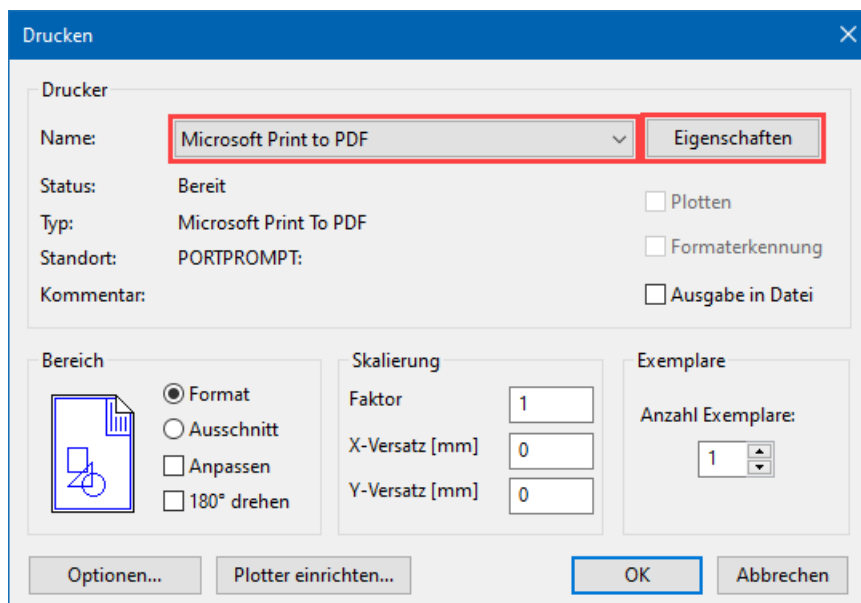 Drucken
Drucker
Name: Microsoft Print to PDF Eigenschaften
Status: Bereit
Plotten
Typ: Microsoft Print To PDF
Formaterkennung
Standort: PORTPROMPT:
Kommentar:
Ausgabe in Datei
Bereich
Format
Ausschnitt
Anpassen
180° drehen
Skalierung
Faktor 1
X-Versatz [mm] 0
Y-Versatz [mm] 0
Exemplare
Anzahl Exemplare:
1
Optionen... Plotter einrichten... OK Abbrechen